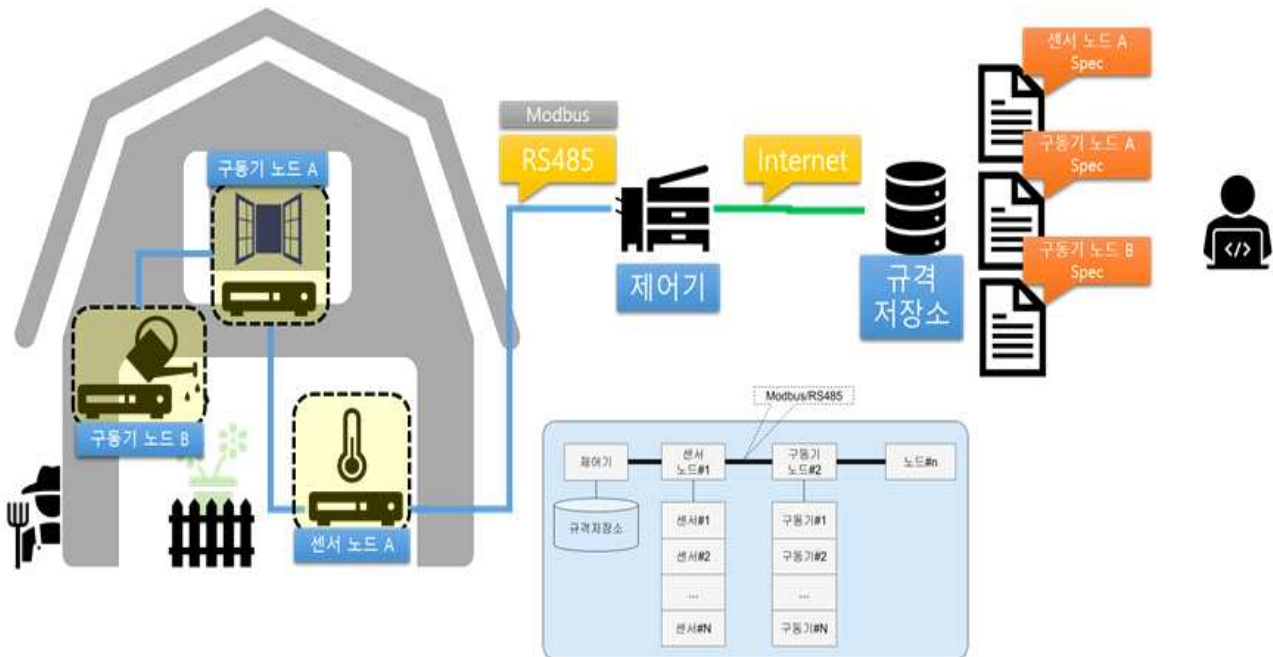 센서 노드 A
Spec
Modbus
RS485
Internet
구동기 노드 A
구동기 노드 A
Spec
제어기
규격
저장소
구동기 노드 B
Spec
구동기 노드 B
센서 노드 A
</>
Modbus/RS485
제어기
센서
노드#1
구동기
노드#2
노드#n
규격저장소
센서#1
구동기#1
센서#2
구동기#2
...
...
센서#N
구동기#N